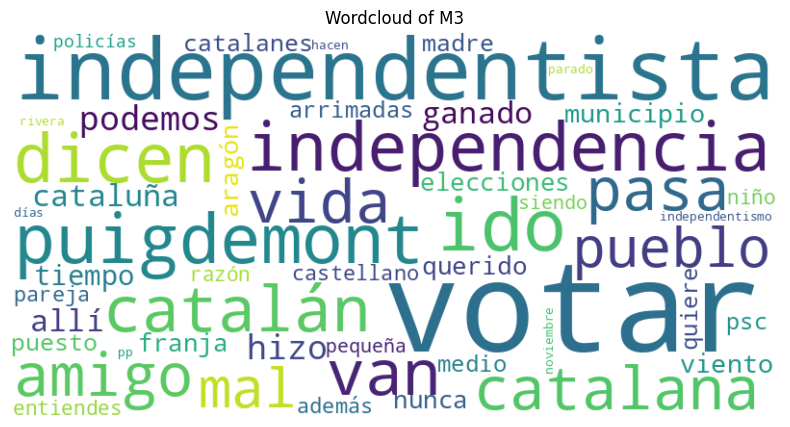 Wordcloud of M3
policías
catalanes
hacen
madre
independentista
parado
rivera
podemos
arrimadas
ganado
municipio
dicen
aragón
independencia
cataluña
vida
elecciones
siendo
pasa
niño
días
independentismo
puigdemont
ido
pueblo
tiempo
razón
castellano
querido
quiere
pareja
catalán
votar
allí
puesto
pp
franja
hizo
pequeña
noviembre
psc
amigo
mal
van
medio
viento
catalana
entiendes
además
nunca